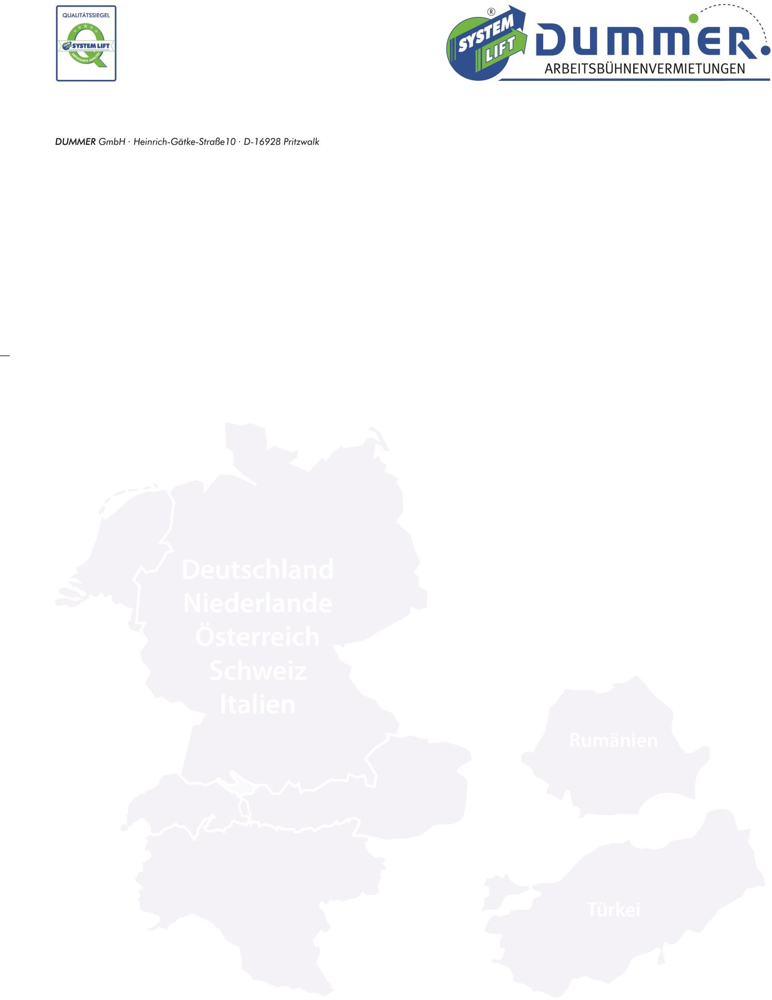 QUALITÄTSSIEGEL
SYSTEM LIFT
ZERTIFIZIERTE QUALITÄT
®
SYSTEM
LIFT
DUMMER
ARBEITSBÜHNENVERMIETUNGEN
DUMMER GmbH · Heinrich-Gätke-Straße10 · D-16928 Pritzwalk
Deutschland
Niederlande
Österreich
Schweiz
Italien
Rumänien
Türkei